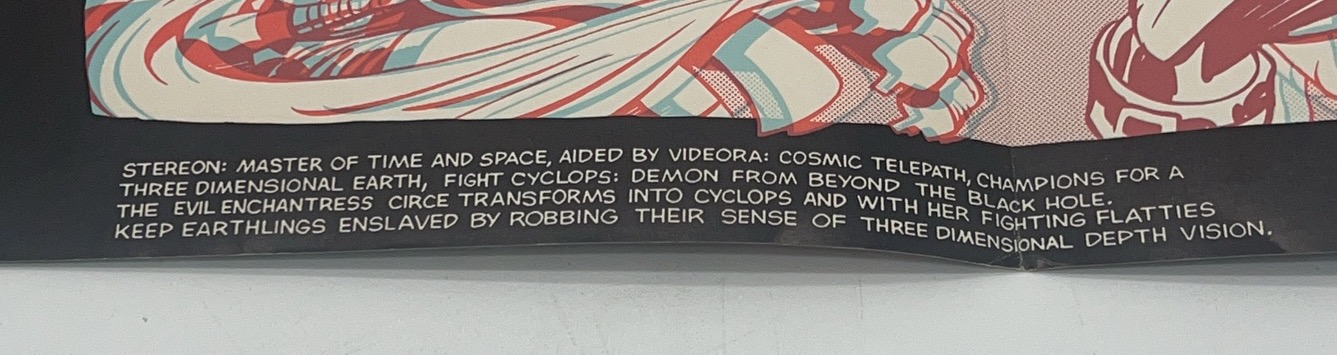 STEREON: MASTER OF TIME AND SPACE, AIDED BY VIDEORA: COSMIC TELEPATH, CHAMPIONS FOR A
THREE DIMENSIONAL EARTH, FIGHT CYCLOPS: DEMON FROM BEYOND THE BLACK HOLE.
THE EVIL ENCHANTRESS CIRCE TRANSFORMS INTO CYCLOPS AND WITH HER FIGHTING FLATTIES
KEEP EARTHLINGS ENSLAVED BY ROBBING THEIR SENSE OF THREE DIMENSIONAL DEPTH VISION.